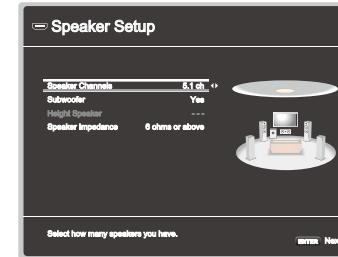 Speaker Setup
Speaker Channels 5.1 ch
Subwoofer Yes
Height Speaker ---
Speaker Impedance 6 ohms or above
Select how many speakers you have.
ENTER Nex